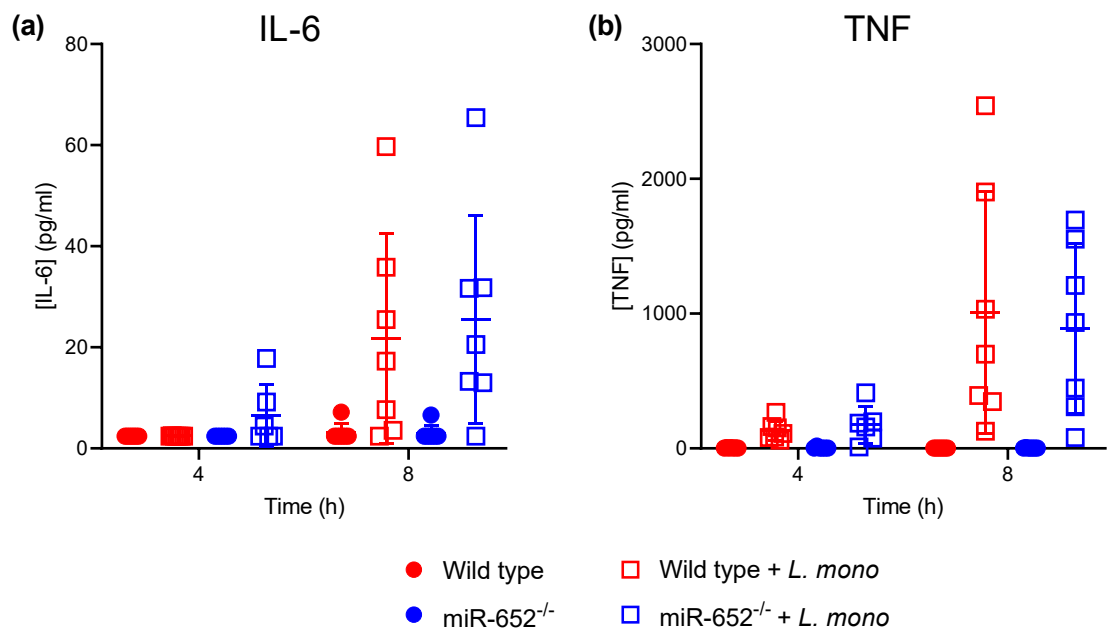 (a)
IL-6
80
60
40
20
0
[IL-6] (pg/ml)
4
8
Time (h)
(b)
TNF
3000
2000
1000
0
[TNF] (pg/ml)
4
8
Time (h)
Wild type
Wild type + L. mono
miR-652-/-
miR-652-/- + L. mono